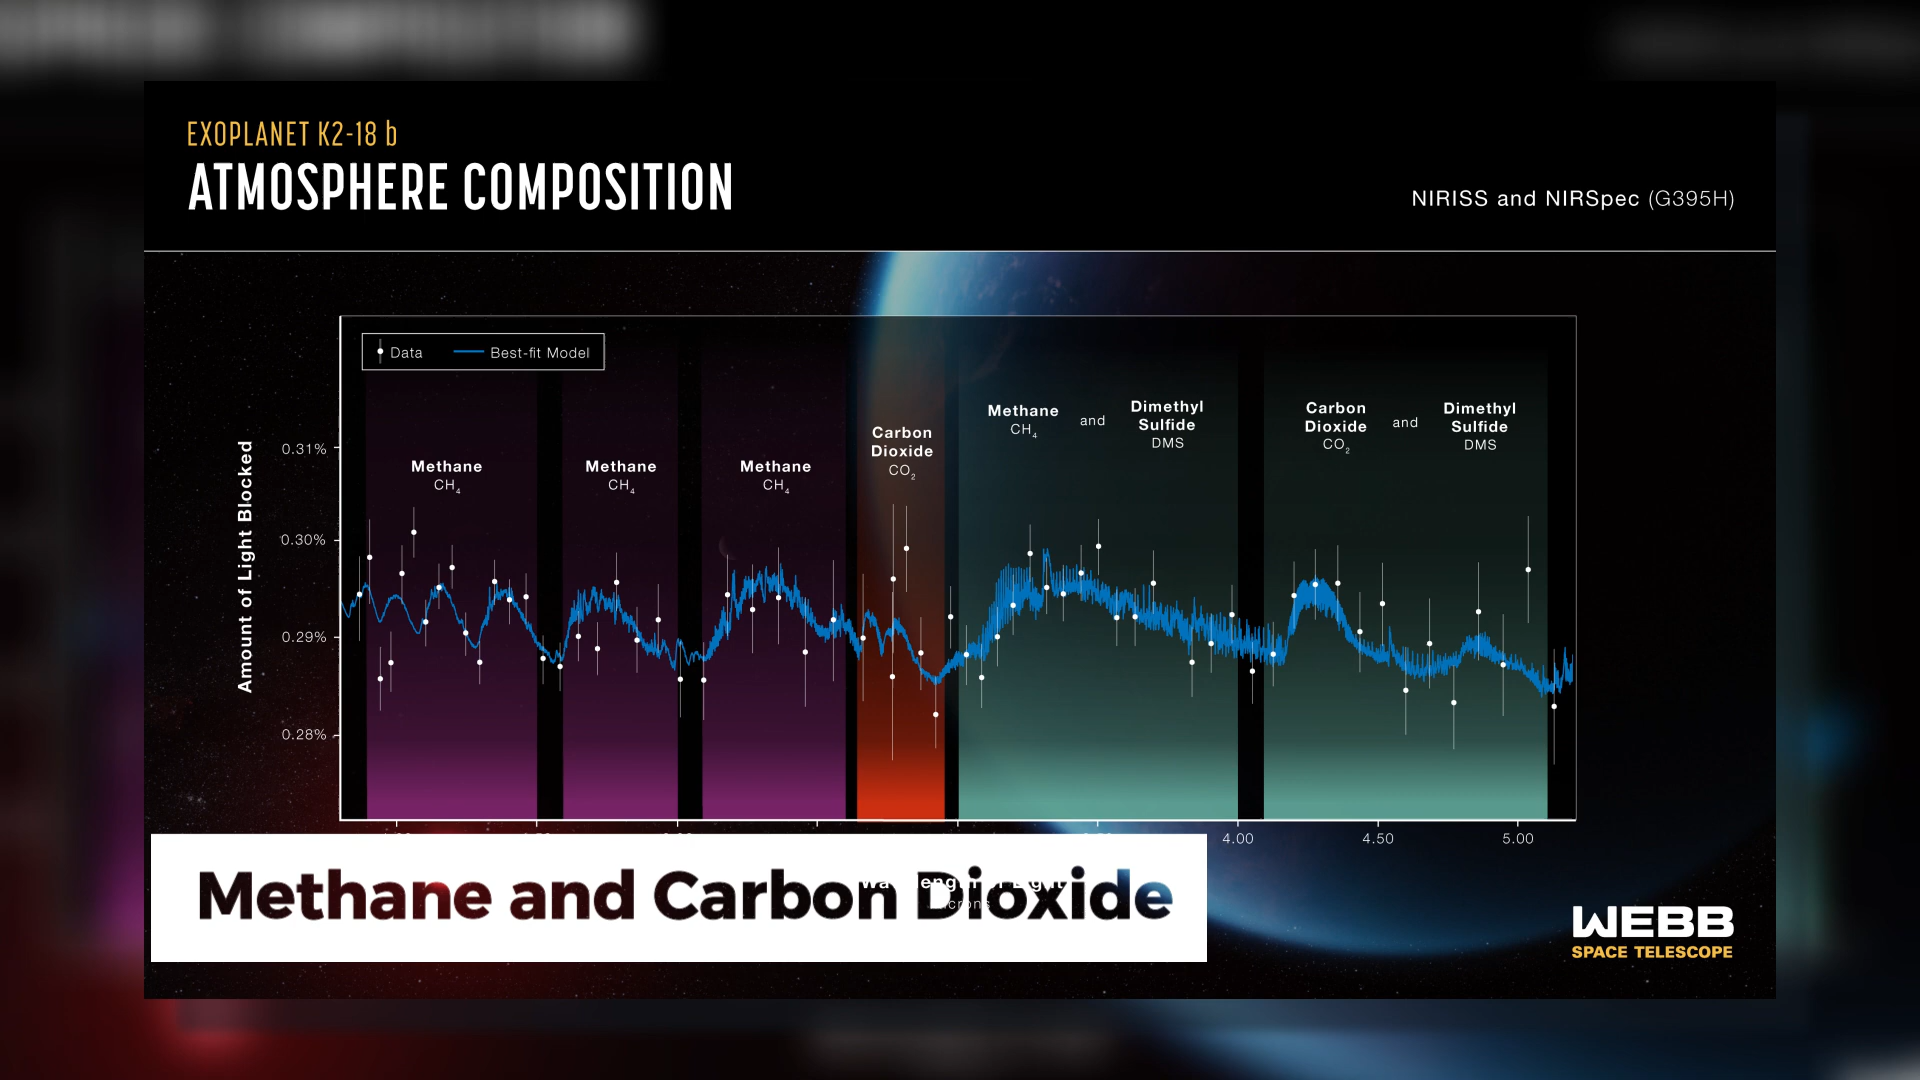 EXOPLANET K2-18 b
ATMOSPHERE COMPOSITION
NIRISS and NIRSpec (G395H)
Data
Best-fit Model
Amount of Light Blocked
0.31%
0.30%
0.29%
0.28%
Methane
CH₄
Methane
CH₄
Methane
CH₄
Carbon
Dioxide
CO₂
Methane
CH₄
and
Dimethyl
Sulfide
DMS
Carbon
Dioxide
CO₂
and
Dimethyl
Sulfide
DMS
4.00
4.50
5.00
Methane and Carbon Dioxide
WEBB
SPACE TELESCOPE